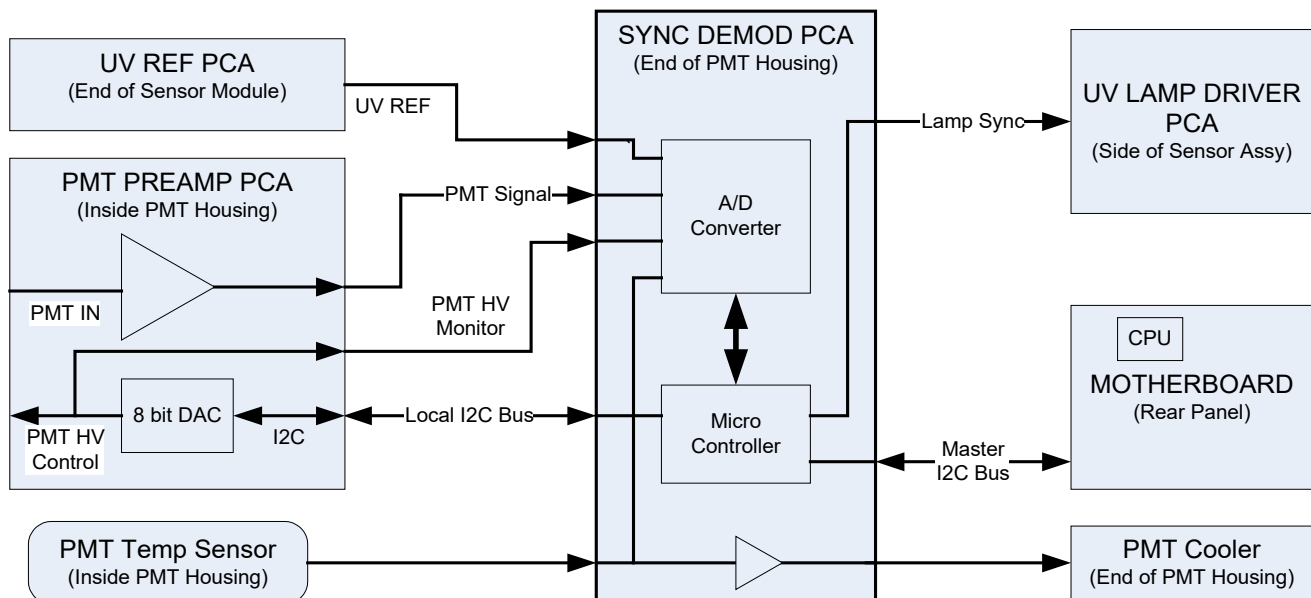 UV REF PCA
(End of Sensor Module)
UV REF
PMT PREAMP PCA
(Inside PMT Housing)
PMT IN
PMT HV
Control
8 bit DAC
I2C
PMT Signal
PMT HV
Monitor
Local I2C Bus
PMT Temp Sensor
(Inside PMT Housing)
SYNC DEMOD PCA
(End of PMT Housing)
A/D
Converter
Micro
Controller
Lamp Sync
Master
I2C Bus
UV LAMP DRIVER
PCA
(Side of Sensor Assy)
CPU
MOTHERBOARD
(Rear Panel)
PMT Cooler
(End of PMT Housing)